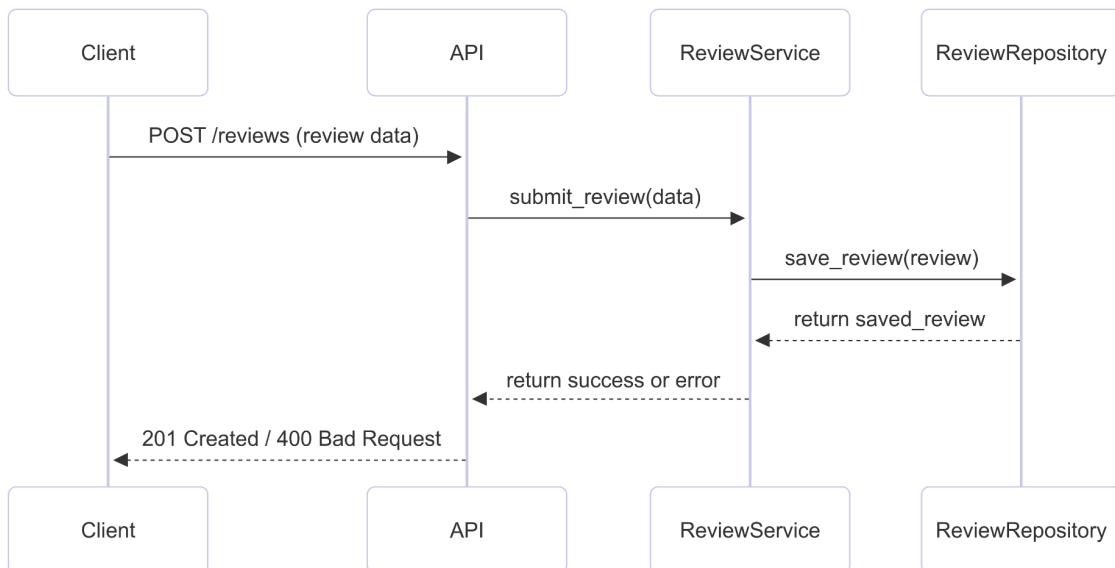 Client
API
ReviewService
ReviewRepository
POST /reviews (review data)
submit_review(data)
save_review(review)
return saved_review
return success or error
201 Created / 400 Bad Request
Client
API
ReviewService
ReviewRepository